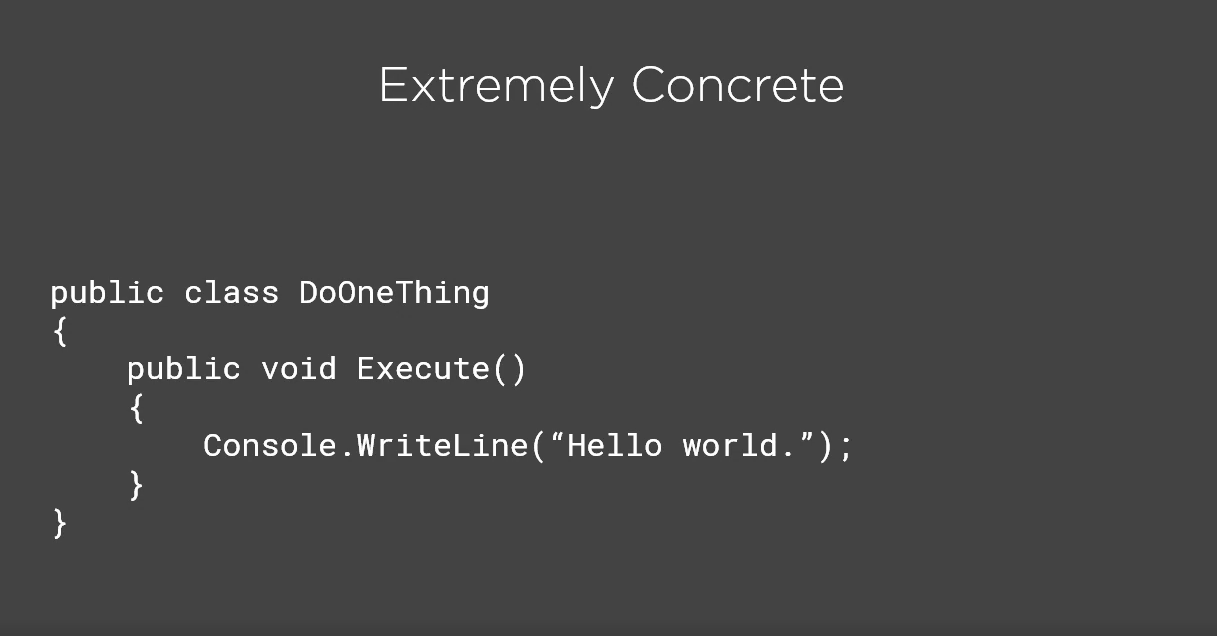 Extremely Concrete
public class DoOneThing
{
    public void Execute()
    {
        Console.WriteLine(“Hello world.”);
    }
}